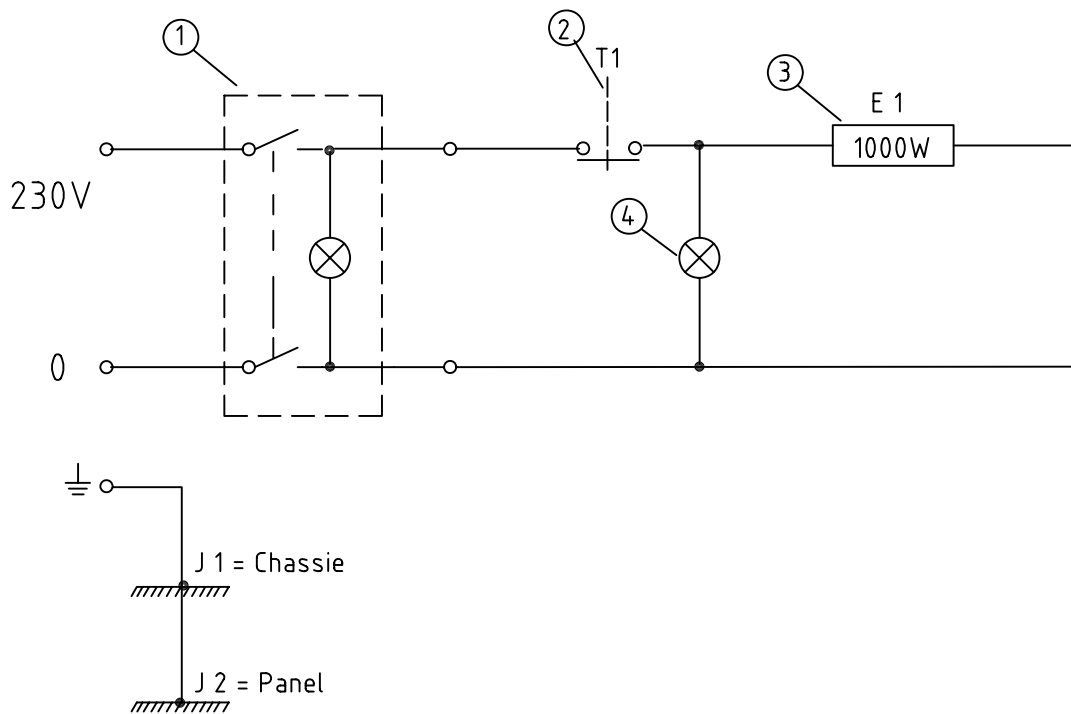 1
2
T1
3
E 1
1000W
230V
4
0
J 1 = Chassie
J 2 = Panel